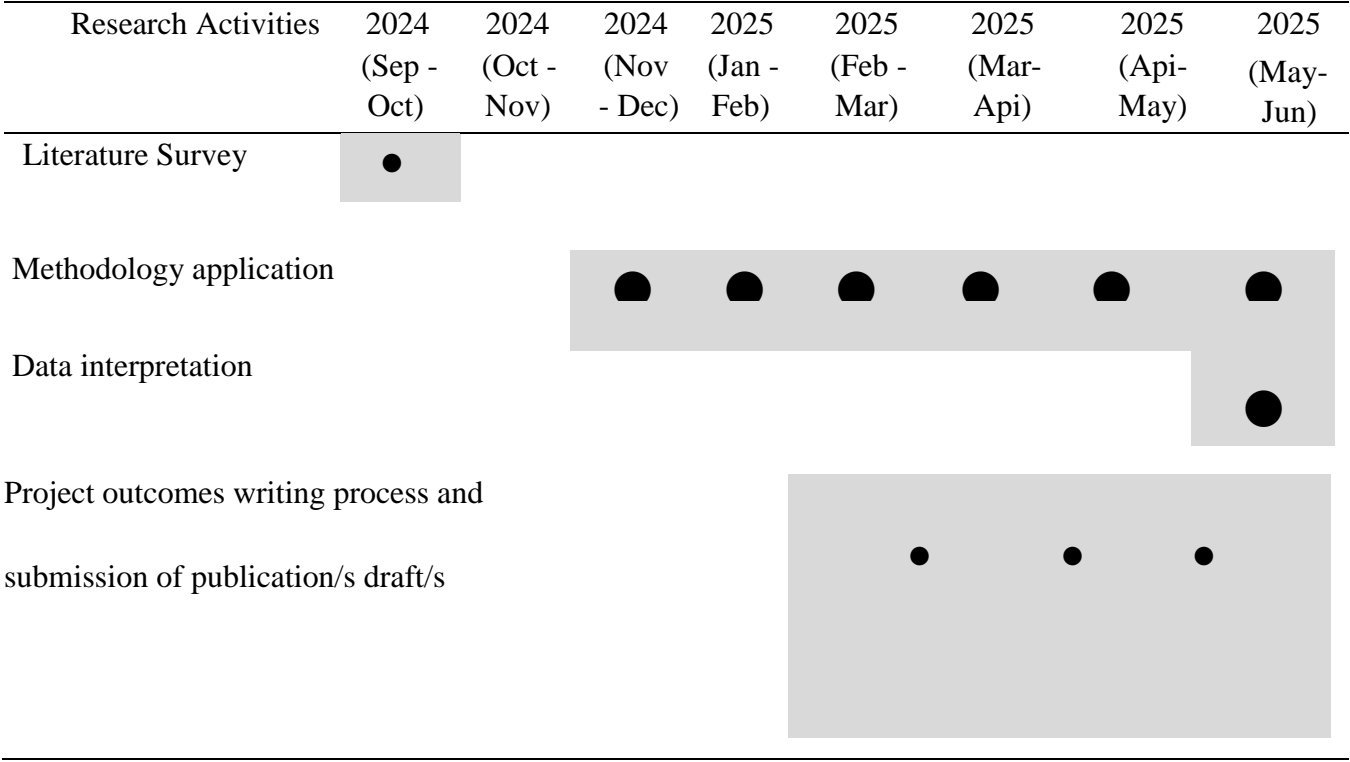 Research Activities 2024 2024 2024 2025 2025 2025 2025 2025
(Sep - (Oct - (Nov (Jan - (Feb - (Mar- (Api- (May-
Oct) Nov) - Dec) Feb) Mar) Api) May) Jun)
Literature Survey
Methodology application
Data interpretation
Project outcomes writing process and
submission of publication/s draft/s